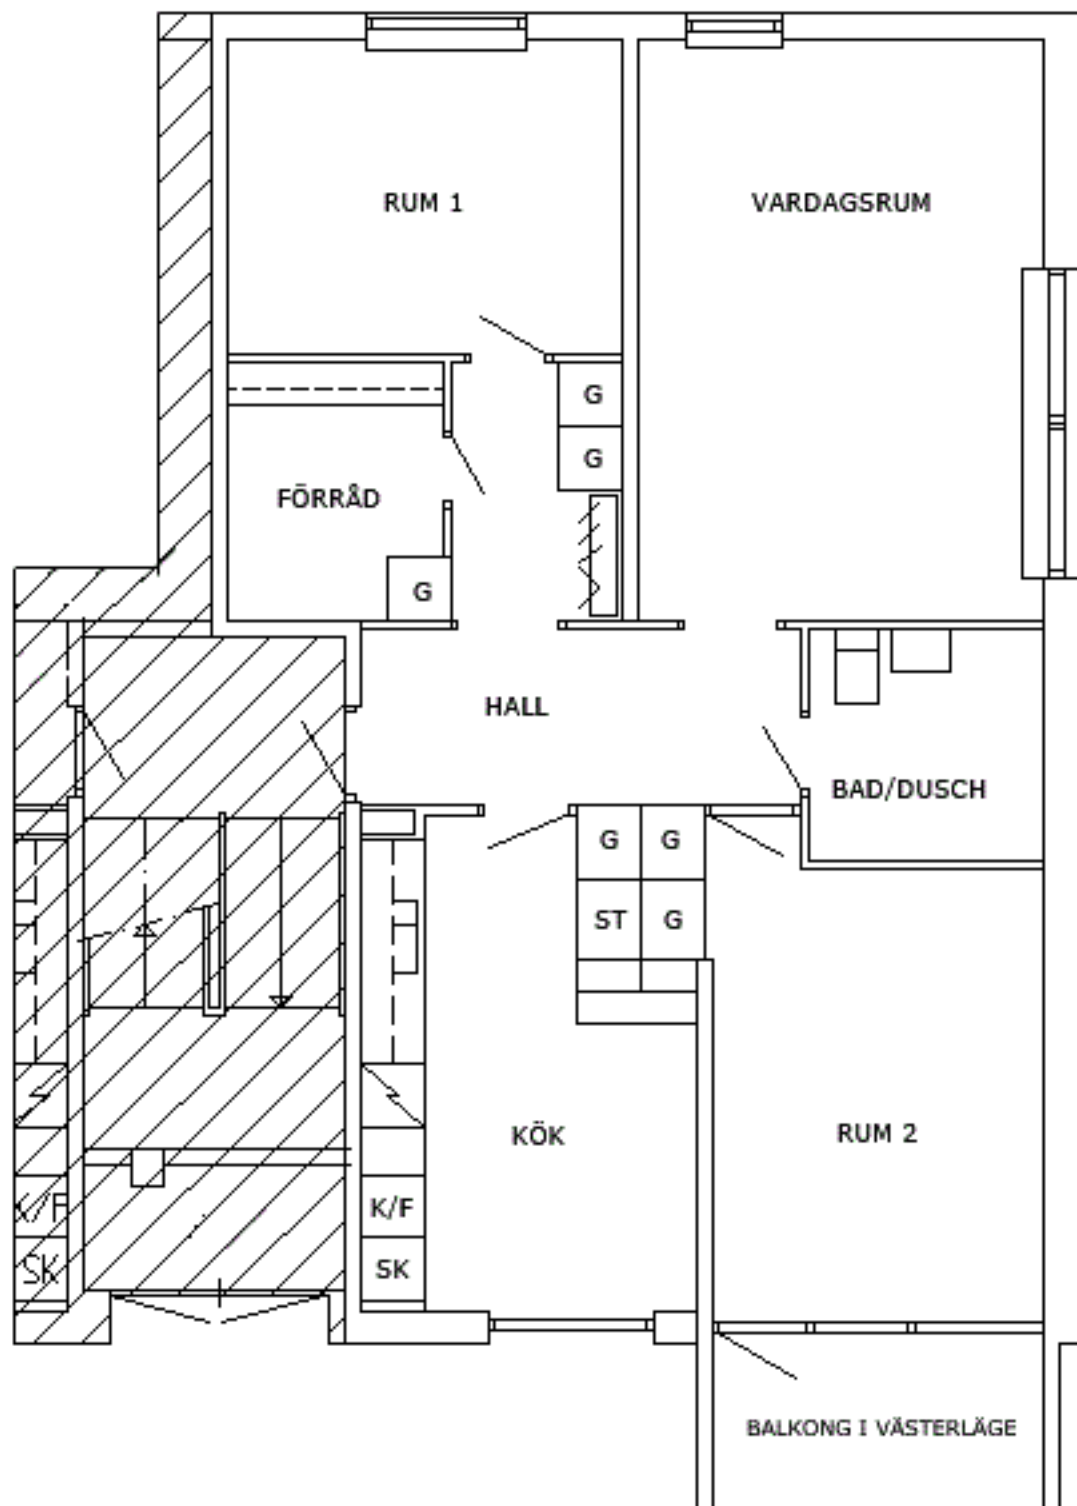 RUM 1
VARDAGSRUM
G
G
FÖRRÅD
G
HALL
BAD/DUSCH
G G
ST G
KÖK
RUM 2
K/F K/F
SK SK
BALKONG I VÄSTERLÄGE